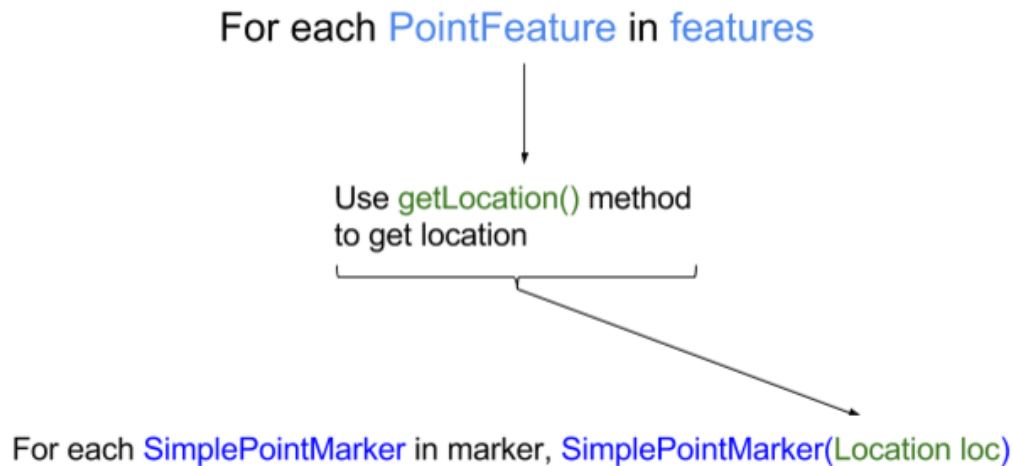 For each PointFeature in features
Use getLocation() method
to get location
For each SimplePointMarker in marker, SimplePointMarker(Location loc)